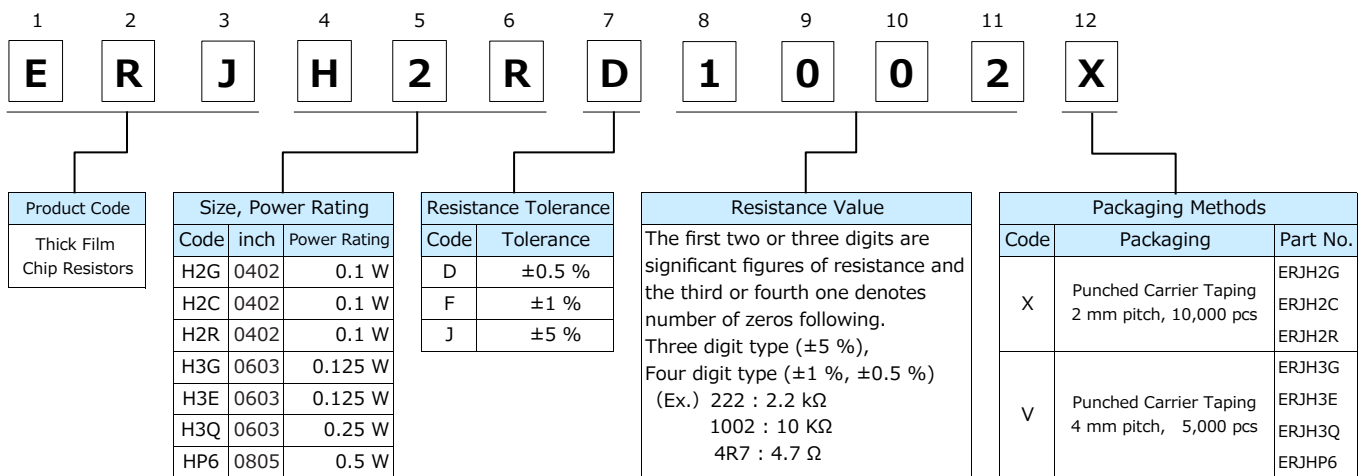 1 2 3 4 5 6 7 8 9 10 11 12
E R J H 2 R D 1 0 0 2 X
Product Code
Thick Film
Chip Resistors
Size, Power Rating
Code inch Power Rating
H2G 0402 0.1 W
H2C 0402 0.1 W
H2R 0402 0.1 W
H3G 0603 0.125 W
H3E 0603 0.125 W
H3Q 0603 0.25 W
HP6 0805 0.5 W
Resistance Tolerance
Code Tolerance
D ±0.5 %
F ±1 %
J ±5 %
Resistance Value
The first two or three digits are
significant figures of resistance and
the third or fourth one denotes
number of zeros following.
Three digit type (±5 %),
Four digit type (±1 %, ±0.5 %)
(Ex.) 222 : 2.2 kΩ
1002 : 10 KΩ
4R7 : 4.7 Ω
Packaging Methods
Code Packaging Part No.
X Punched Carrier Taping
2 mm pitch, 10,000 pcs
ERJH2G
ERJH2C
ERJH2R
V Punched Carrier Taping
4 mm pitch, 5,000 pcs
ERJH3G
ERJH3E
ERJH3Q
ERJHP6